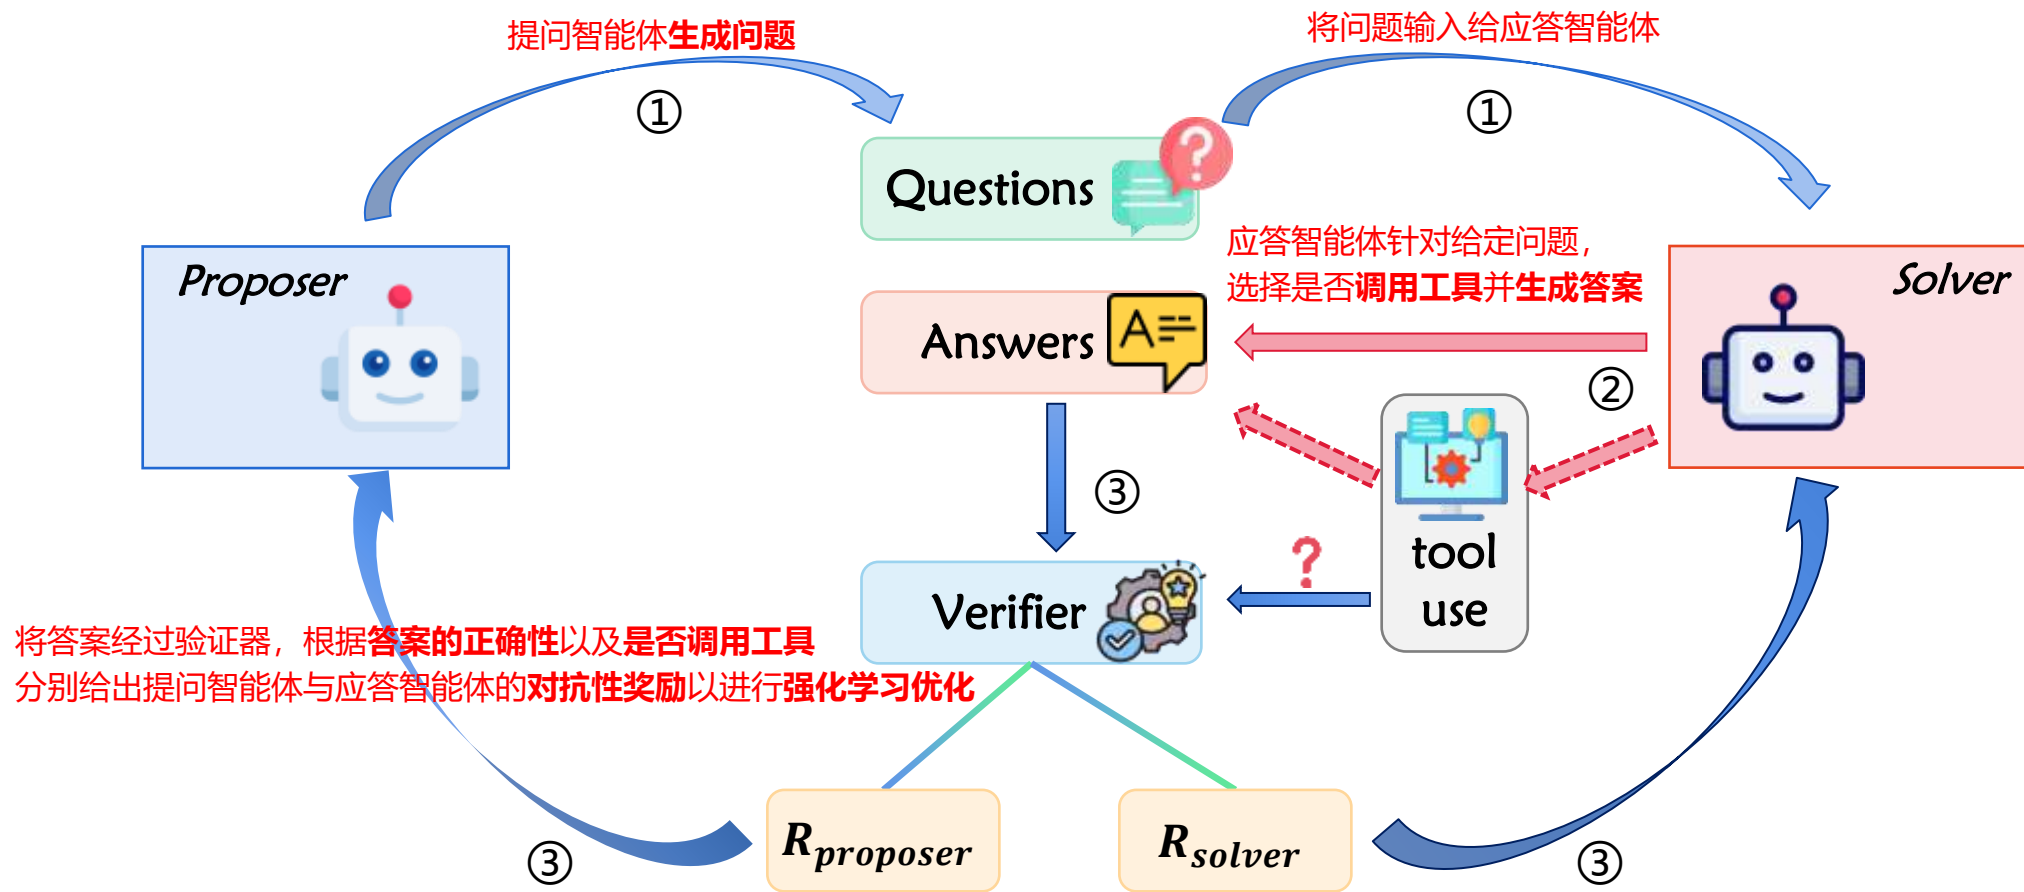 提问智能体生成问题
将问题输入给应答智能体
①
①
Questions
Proposer
应答智能体针对给定问题，
选择是否调用工具并生成答案
Solver
Answers
A
②
③
tool
use
Verifier
将答案经过验证器，根据答案的正确性以及是否调用工具
分别给出提问智能体与应答智能体的对抗性奖励以进行强化学习优化
R_proposer
R_solver
③
③